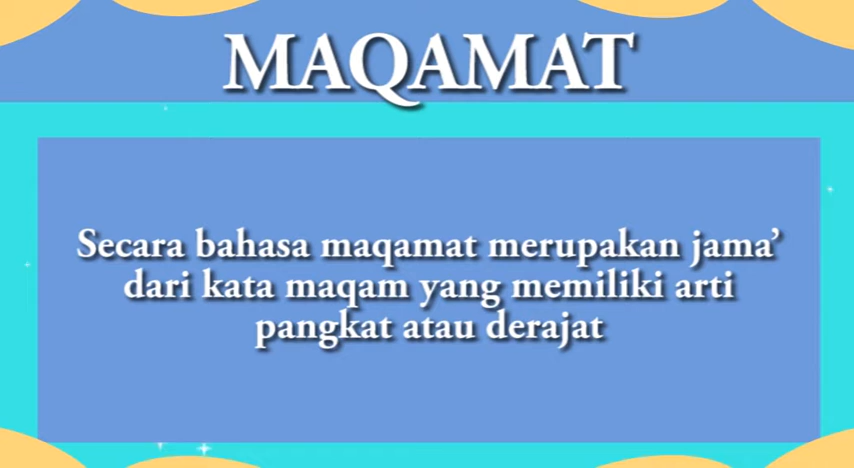 MAQAMAT
Secara bahasa maqamat merupakan jama’
dari kata maqam yang memiliki arti
pangkat atau derajat